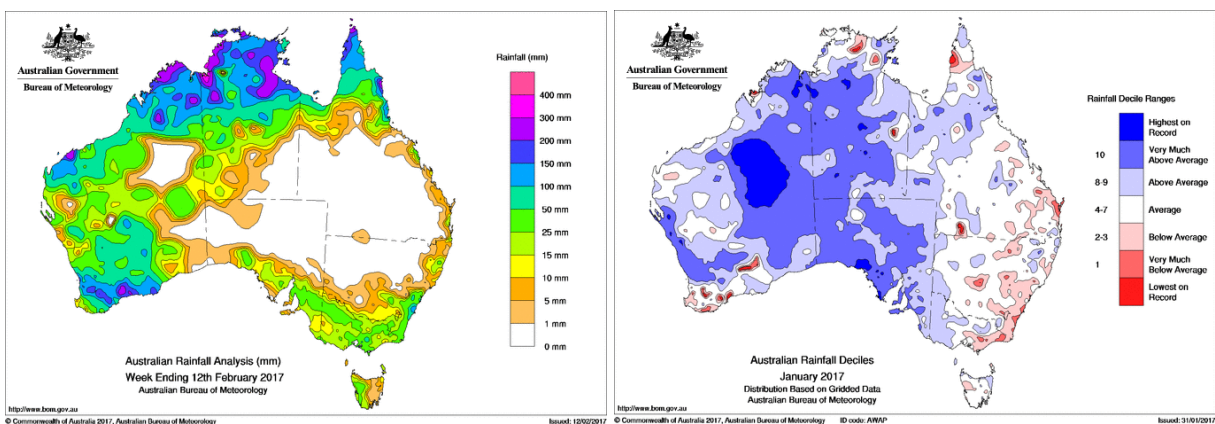 Australian Government
Bureau of Meteorology
Rainfall (mm)
400 mm
300 mm
200 mm
150 mm
100 mm
50 mm
25 mm
15 mm
10 mm
5 mm
1 mm
0 mm
Australian Rainfall Analysis (mm)
Week Ending 12th February 2017
Australian Bureau of Meteorology
http://www.bom.gov.au
© Commonwealth of Australia 2017, Australian Bureau of Meteorology
Issued: 12/02/2017
Australian Government
Bureau of Meteorology
Rainfall Decile Ranges
Highest on
Record
10 Very Much
Above Average
8-9 Above Average
4-7 Average
2-3 Below Average
1 Very Much
Below Average
Lowest on
Record
Australian Rainfall Deciles
January 2017
Distribution Based on Gridded Data
Australian Bureau of Meteorology
http://www.bom.gov.au
© Commonwealth of Australia 2017, Australian Bureau of Meteorology
ID code: AWAP
Issued: 31/01/2017